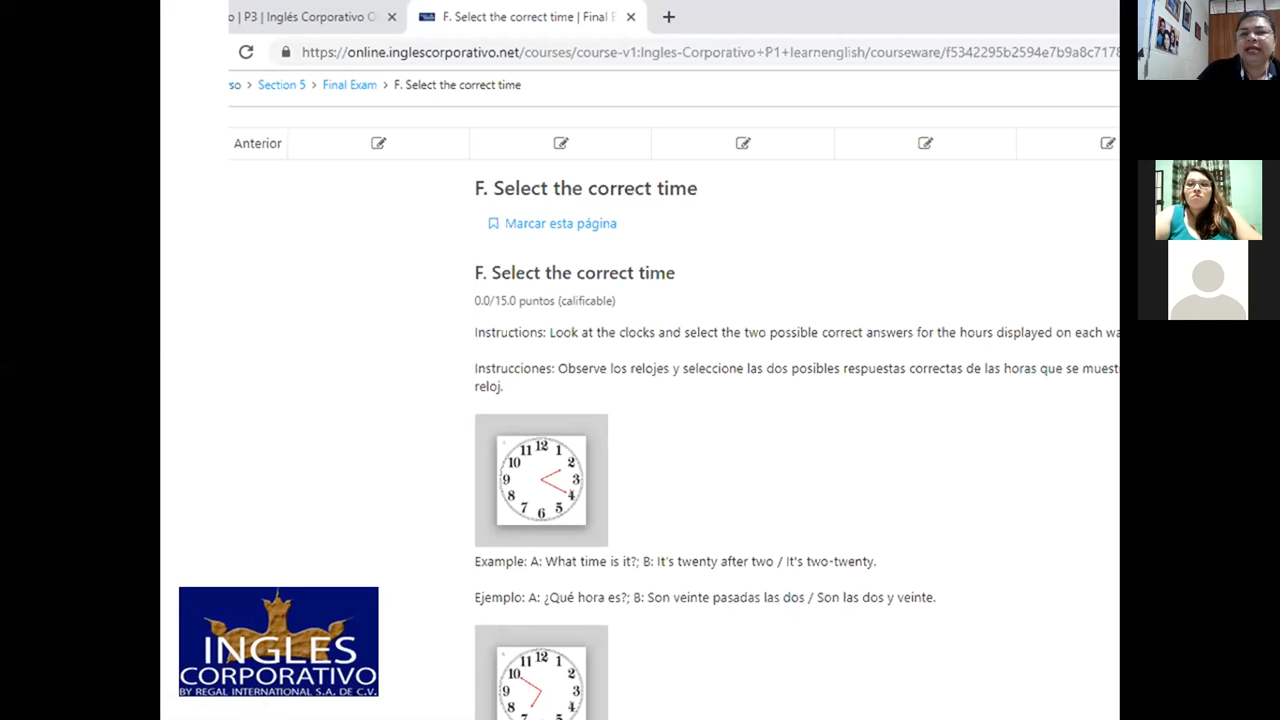 o | P3 | Inglés Corporativo O
F. Select the correct time | Final E
https://online.inglescorporativo.net/courses/course-v1:Ingles-Corporativo+P1+learnenglish/courseware/f5342295b2594e7b9a8c7178
rso > Section 5 > Final Exam > F. Select the correct time
Anterior
F. Select the correct time
Marcar esta página
F. Select the correct time
0.0/15.0 puntos (calificable)
Instructions: Look at the clocks and select the two possible correct answers for the hours displayed on each wa
Instrucciones: Observe los relojes y seleccione las dos posibles respuestas correctas de las horas que se muest
reloj.
12 1 2 3 4 5 6 7 8 9 10 11
Example: A: What time is it?; B: It's twenty after two / It's two-twenty.
Ejemplo: A: ¿Qué hora es?; B: Son veinte pasadas las dos / Son las dos y veinte.
12 1 2 3 4 7 8 9 10 11
INGLES
CORPORATIVO
BY REGAL INTERNATIONAL S.A. DE C.V.